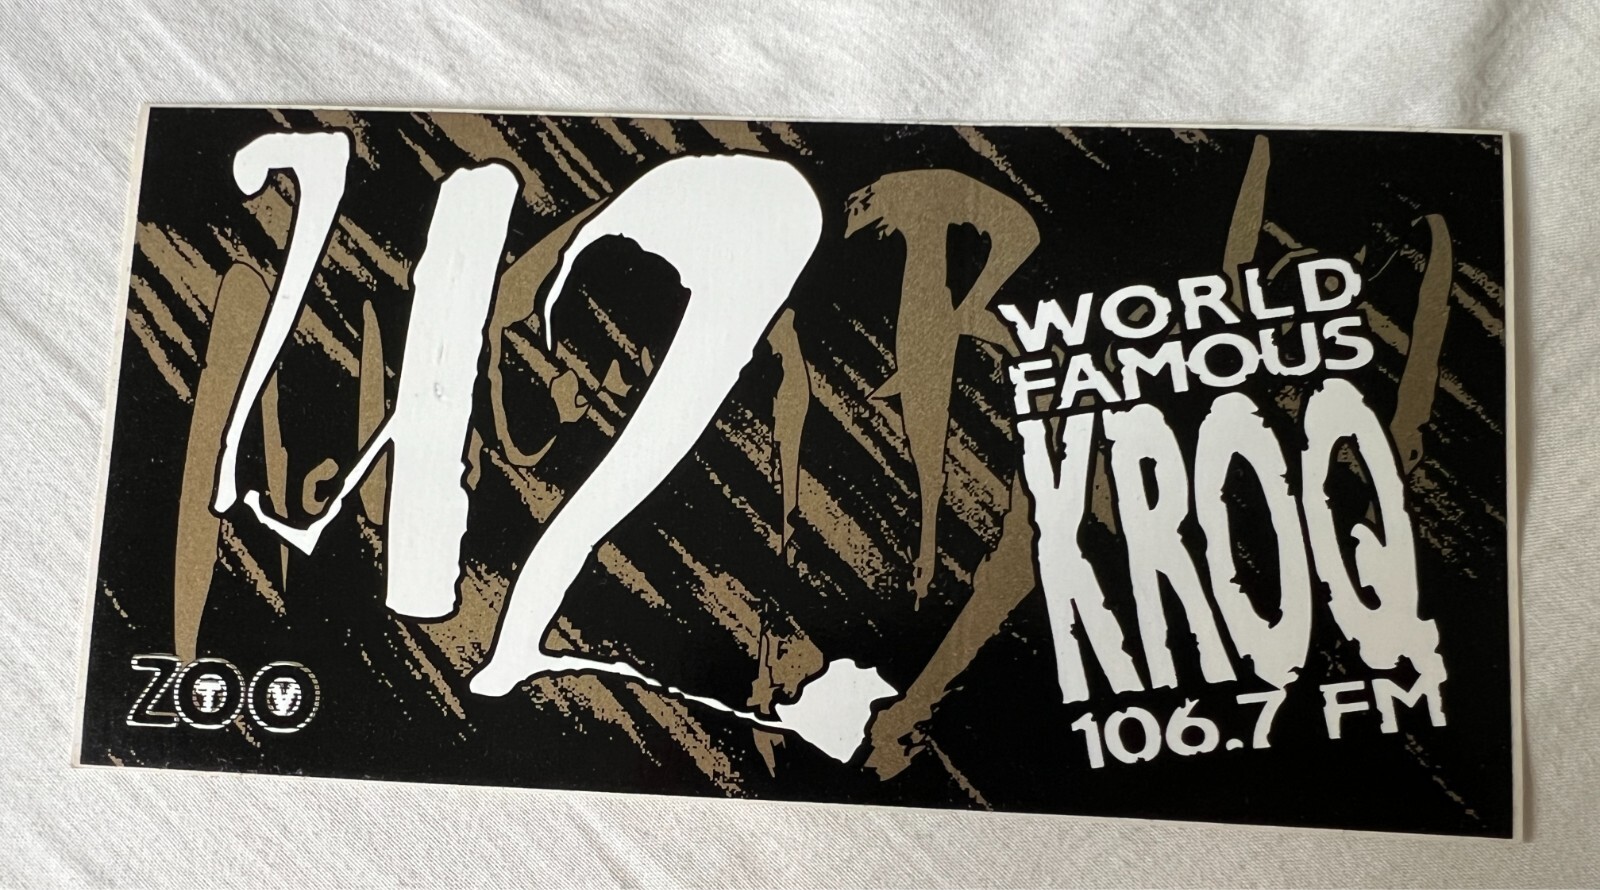 U2
WORLD
FAMOUS
KROQ
106.7 FM
ZOO
TV